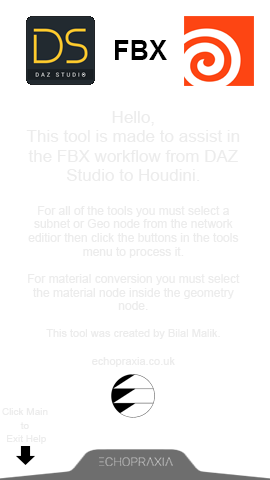 DS
DAZ STUDIO
FBX
Hello,
This tool is made to assist in
the FBX workflow from DAZ
Studio to Houdini.
For all of the tools you must select a
subnet or Geo node from the network
editior then click the buttons in the tools
menu to process it.
For material conversion you must select
the material node inside the geometry
node.
This tool was created by Bilal Malik.
echopraxia.co.uk
Click Main
to
Exit Help
ECHOPRAXIA